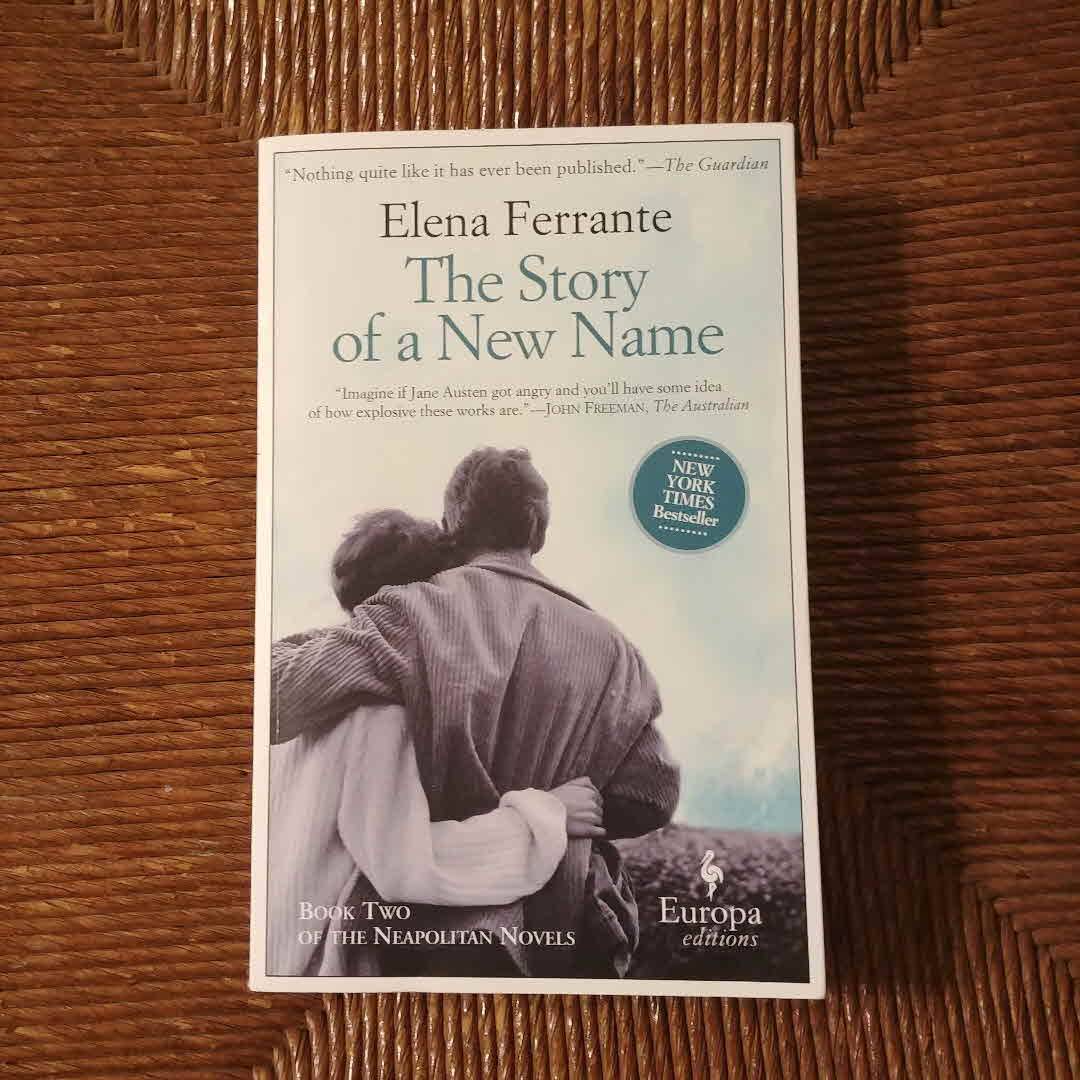 “Nothing quite like it has ever been published.”—The Guardian
Elena Ferrante
The Story
of a New Name
“Imagine if Jane Austen got angry and you’ll have some idea
of how explosive these works are.”—JOHN FREEMAN, The Australian
NEW
YORK
TIMES
Bestseller
BOOK TWO
OF THE NEAPOLITAN NOVELS
Europa
editions